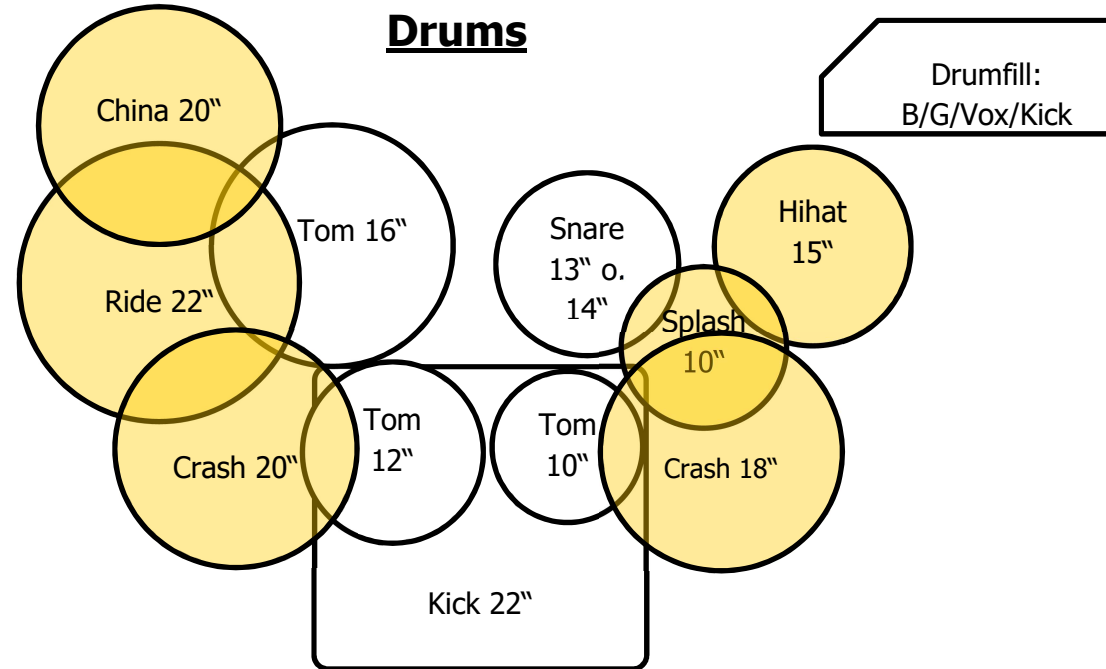 Drums
Drumfill:
B/G/Vox/Kick
China 20“
Tom 16“
Snare
13“ o.
14“
Hihat
15“
Ride 22“
Splash
10“
Tom
12“
Tom
10“
Crash 20“
Crash 18“
Kick 22“